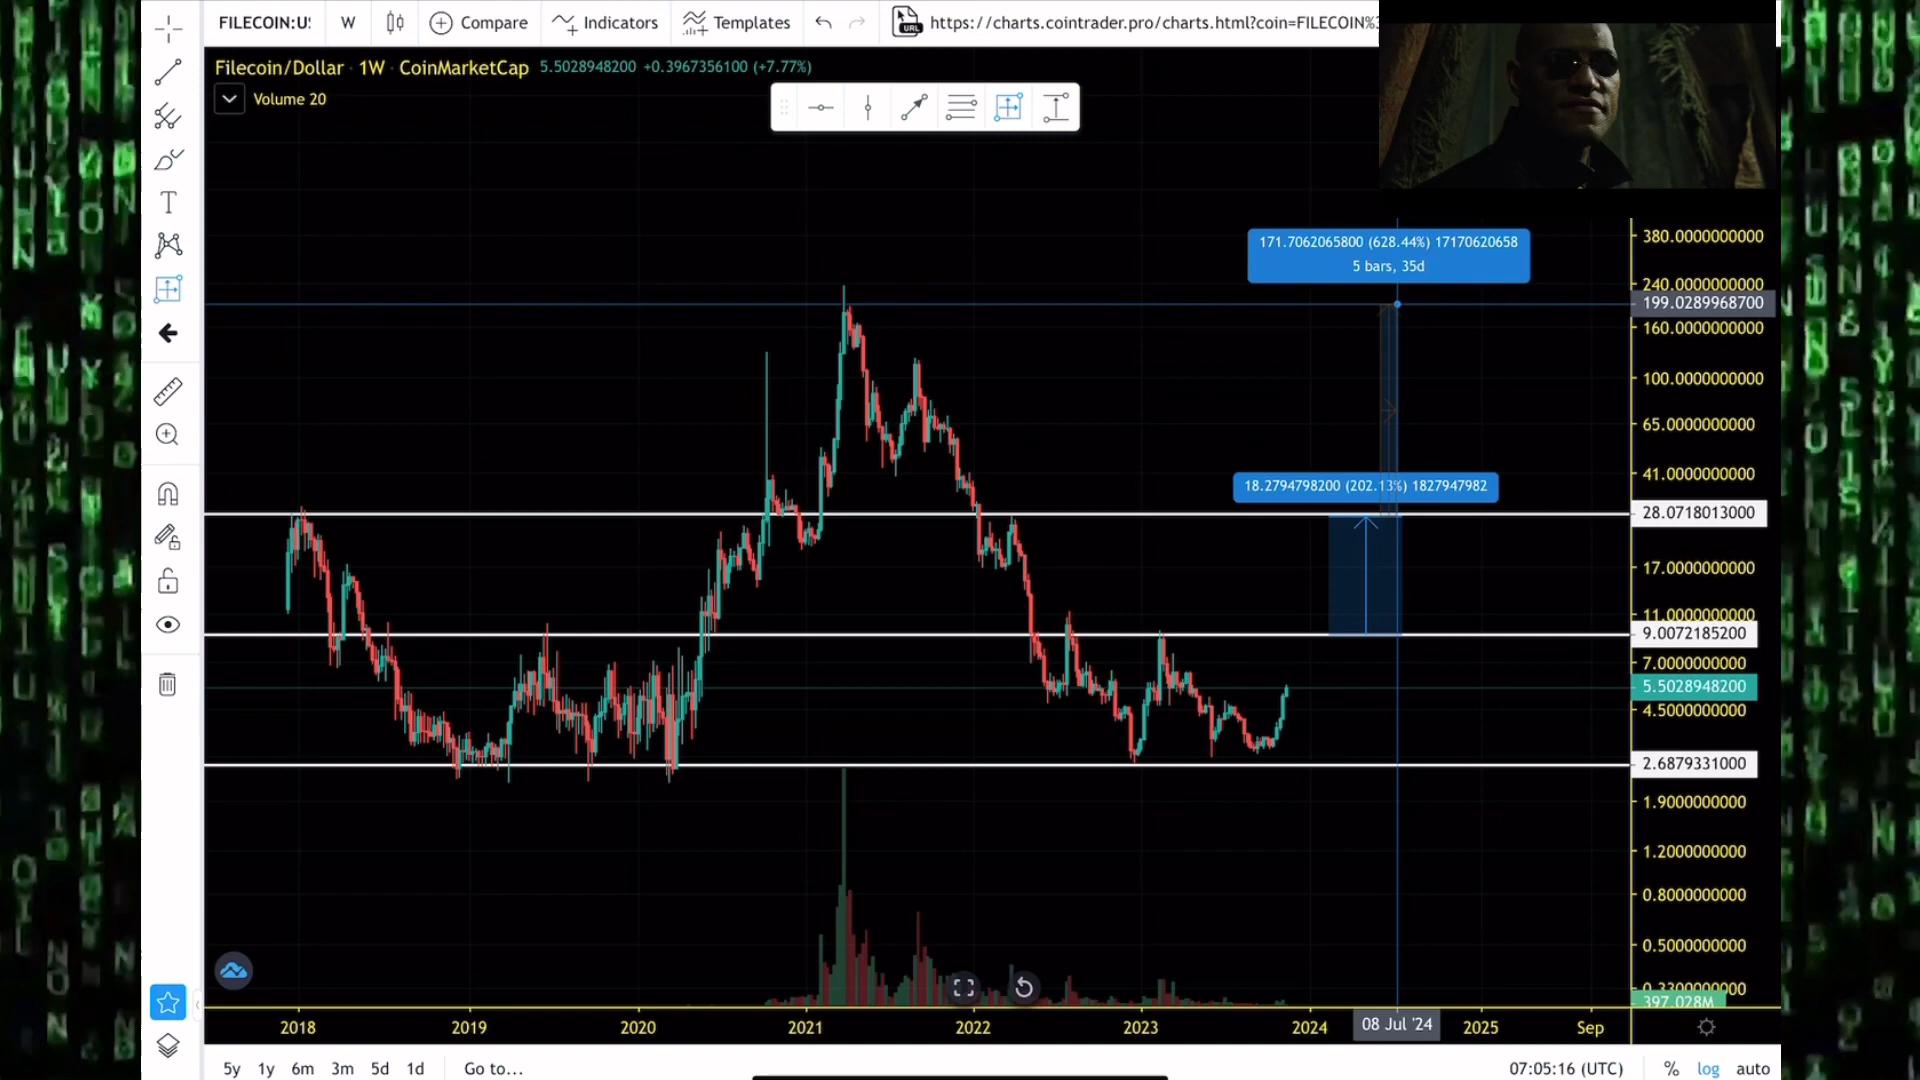 FILECOIN:U:
W
Compare
Indicators
Templates
URL
https://charts.cointrader.pro/charts.html?coin=FILECOIN%
Filecoin/Dollar · 1W · CoinMarketCap 5.5028948200 +0.3967356100 (+7.77%)
Volume 20
171.7062065800 (628.44%) 17170620658
5 bars, 35d
18.2794798200 (202.13%) 1827947982
380.0000000000
240.0000000000
199.0289968700
160.0000000000
100.0000000000
65.0000000000
41.0000000000
28.0718013000
17.0000000000
11.0000000000
9.0072185200
7.0000000000
5.5028948200
4.5000000000
2.6879331000
1.9000000000
1.2000000000
0.8000000000
0.5000000000
397.028M
2018
2019
2020
2021
2022
2023
2024
08 Jul '24
2025
Sep
5y
1y
6m
3m
5d
1d
Go to...
07:05:16 (UTC)
%
log
auto